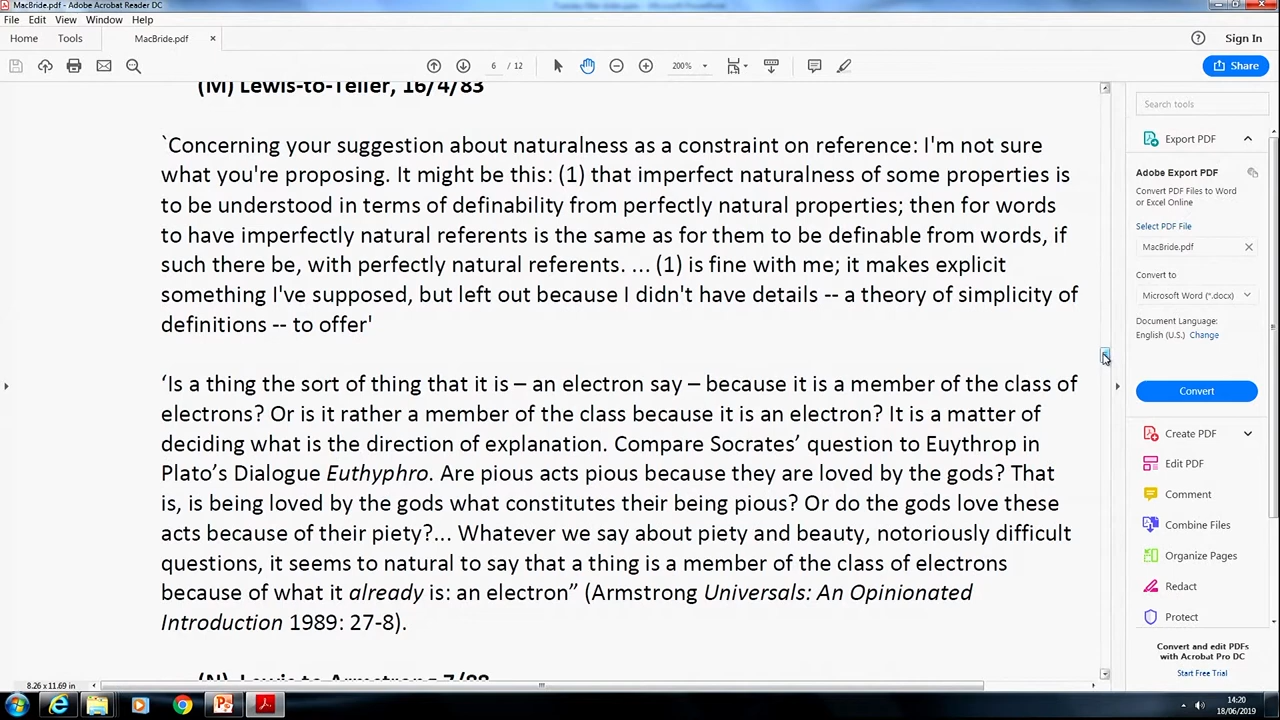 MacBride.pdf - Adobe Acrobat Reader DC
File Edit View Window Help
Home Tools MacBride.pdf × Sign In
6 / 12 200% Share
(M) Lewis-to-Teller, 16/4/83
`Concerning your suggestion about naturalness as a constraint on reference: I'm not sure
what you're proposing. It might be this: (1) that imperfect naturalness of some properties is
to be understood in terms of definability from perfectly natural properties; then for words
to have imperfectly natural referents is the same as for them to be definable from words, if
such there be, with perfectly natural referents. ... (1) is fine with me; it makes explicit
something I've supposed, but left out because I didn't have details -- a theory of simplicity of
definitions -- to offer'
‘Is a thing the sort of thing that it is – an electron say – because it is a member of the class of
electrons? Or is it rather a member of the class because it is an electron? It is a matter of
deciding what is the direction of explanation. Compare Socrates’ question to Euythrop in
Plato’s Dialogue Euthyphro. Are pious acts pious because they are loved by the gods? That
is, is being loved by the gods what constitutes their being pious? Or do the gods love these
acts because of their piety?... Whatever we say about piety and beauty, notoriously difficult
questions, it seems to natural to say that a thing is a member of the class of electrons
because of what it already is: an electron” (Armstrong Universals: An Opinionated
Introduction 1989: 27-8).
(N) Lewis to Armstrong 7/88
8.26 x 11.69 in
Search tools
Export PDF
Adobe Export PDF
Convert PDF Files to Word
or Excel Online
Select PDF File
MacBride.pdf
Convert to
Microsoft Word (*.docx)
Document Language:
English (U.S.) Change
Convert
Create PDF
Edit PDF
Comment
Combine Files
Organize Pages
Redact
Protect
Convert and edit PDFs
with Acrobat Pro DC
Start Free Trial
14:20
18/06/2019